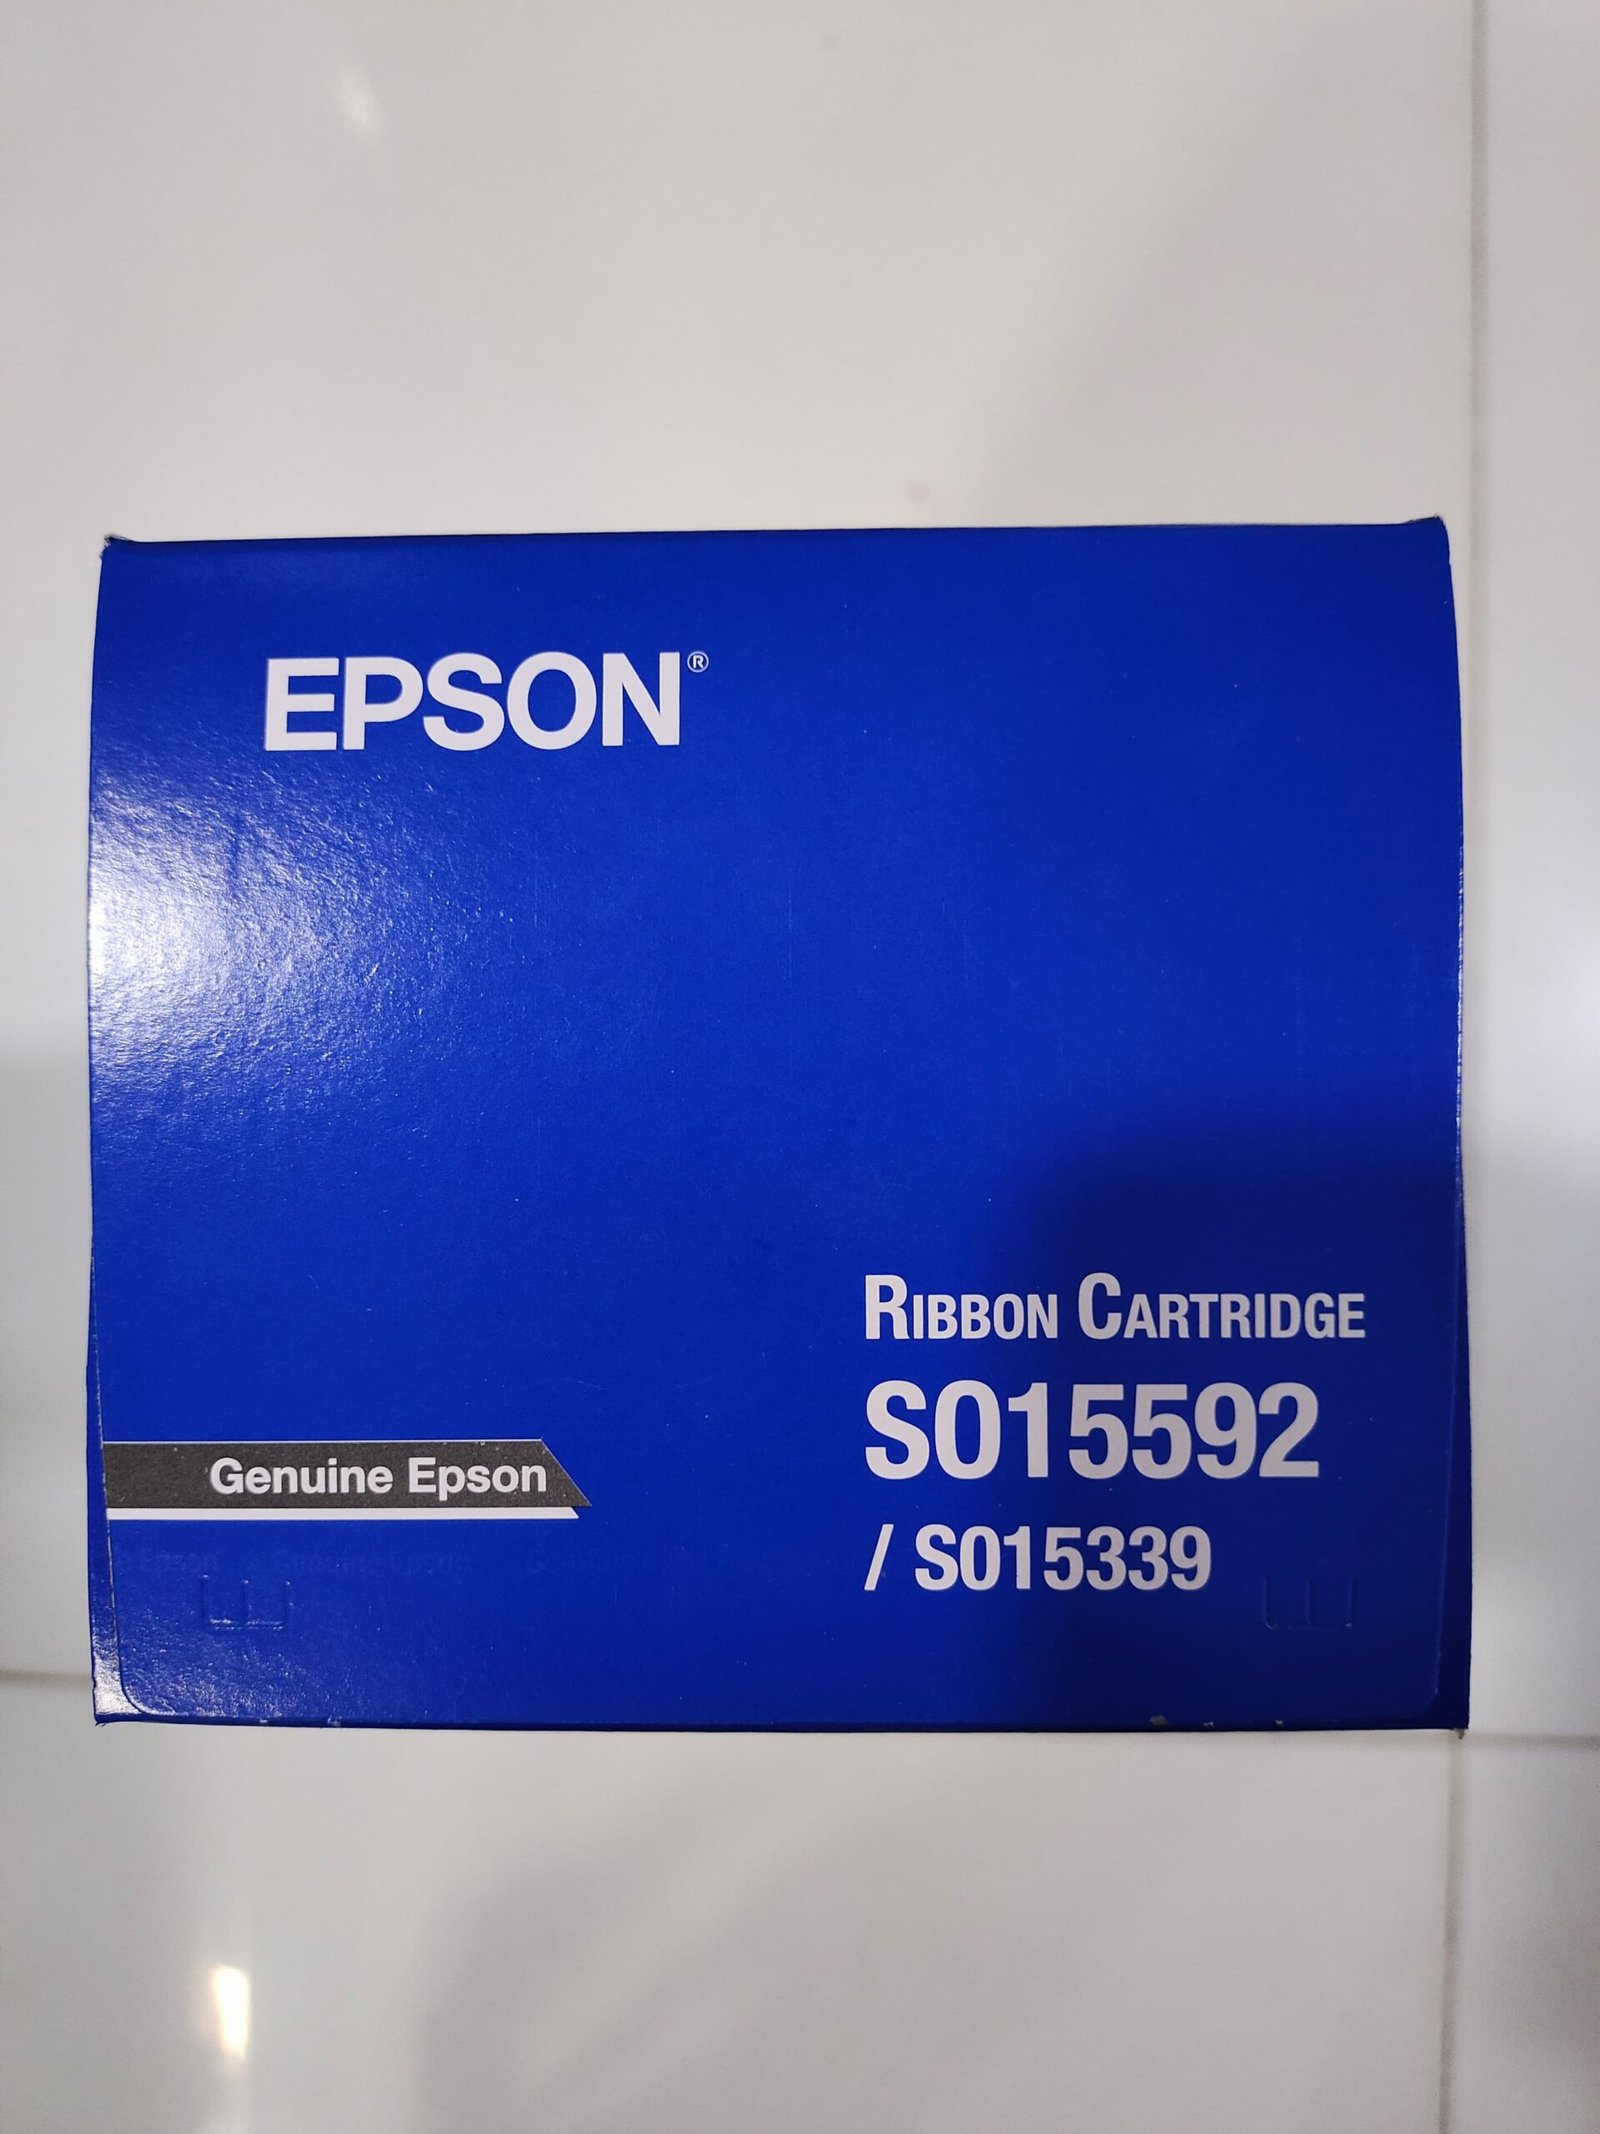 EPSON®
RIBBON CARTRIDGE
S015592
/ S015339
Genuine Epson